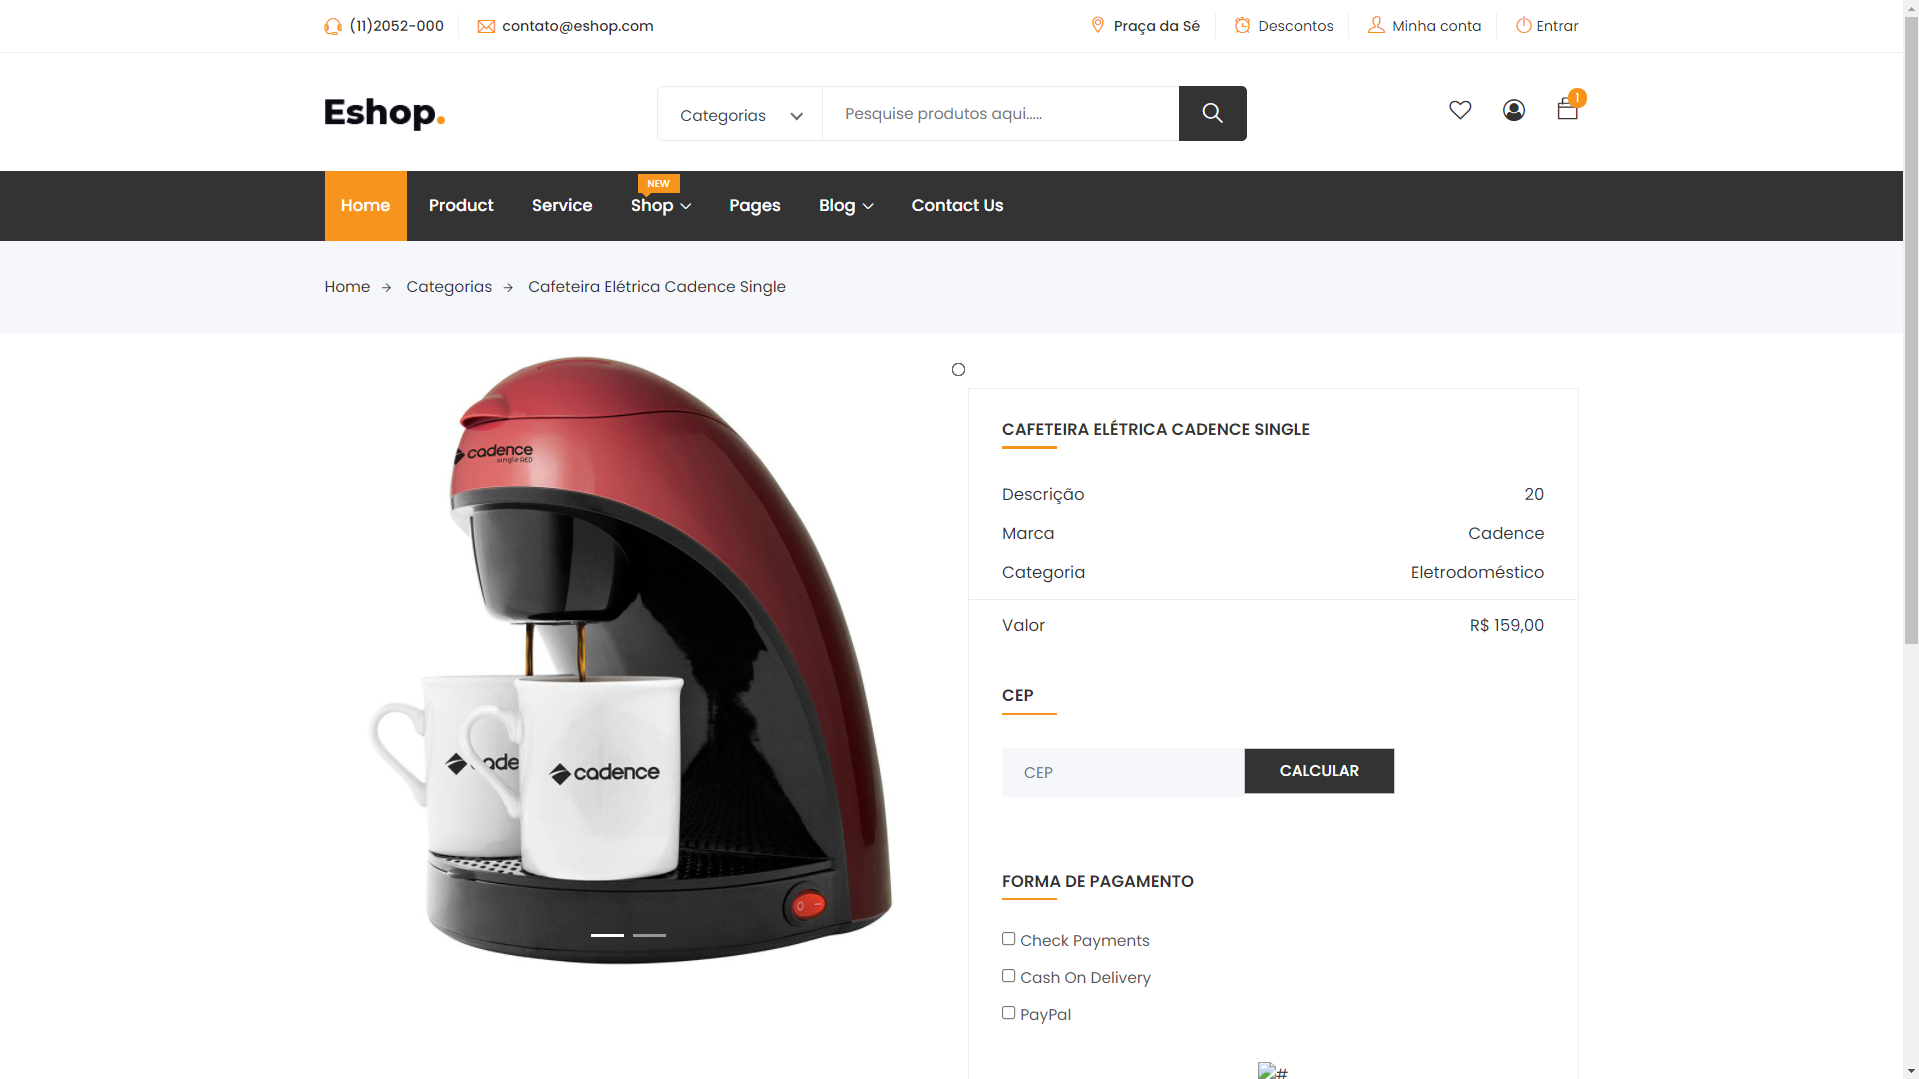 (11)2052-000
contato@eshop.com
Praça da Sé
Descontos
Minha conta
Entrar
Eshop.
Categorias
Pesquise produtos aqui.....
1
NEW
Home
Product
Service
Shop
Pages
Blog
Contact Us
Home
Categorias
Cafeteira Elétrica Cadence Single
cadence
single RED
cadence
CAFETEIRA ELÉTRICA CADENCE SINGLE
Descrição 20
Marca Cadence
Categoria Eletrodoméstico
Valor R$ 159,00
CEP
CEP
CALCULAR
FORMA DE PAGAMENTO
Check Payments
Cash On Delivery
PayPal
#